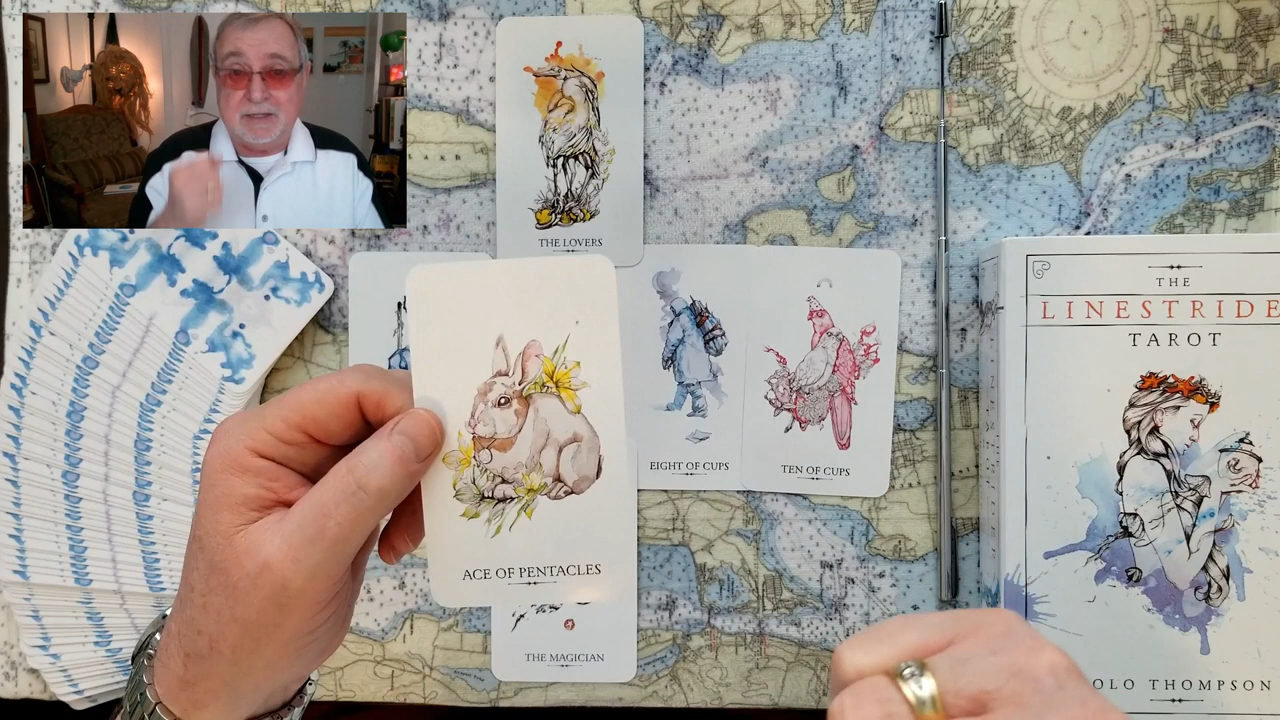 THE LOVERS
EIGHT OF CUPS
TEN OF CUPS
ACE OF PENTACLES
THE MAGICIAN
THE
LINESTRIDE
TAROT
OLO THOMPSON